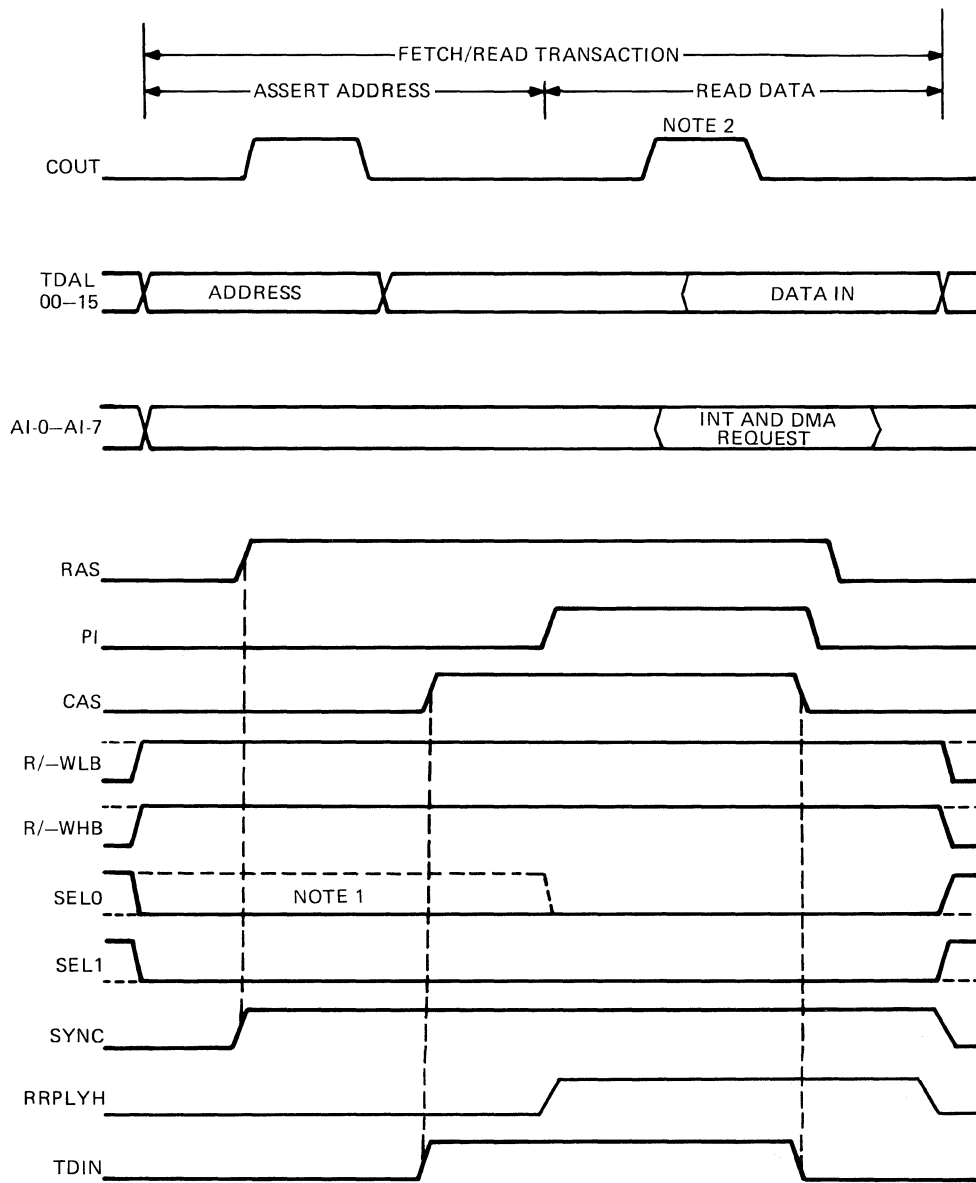 FETCH/READ TRANSACTION
ASSERT ADDRESS
READ DATA
NOTE 2
COUT
TDAL
00–15
ADDRESS
DATA IN
AI-0–AI-7
INT AND DMA
REQUEST
RAS
PI
CAS
R/–WLB
R/–WHB
SEL0
NOTE 1
SEL1
SYNC
RRPLYH
TDIN